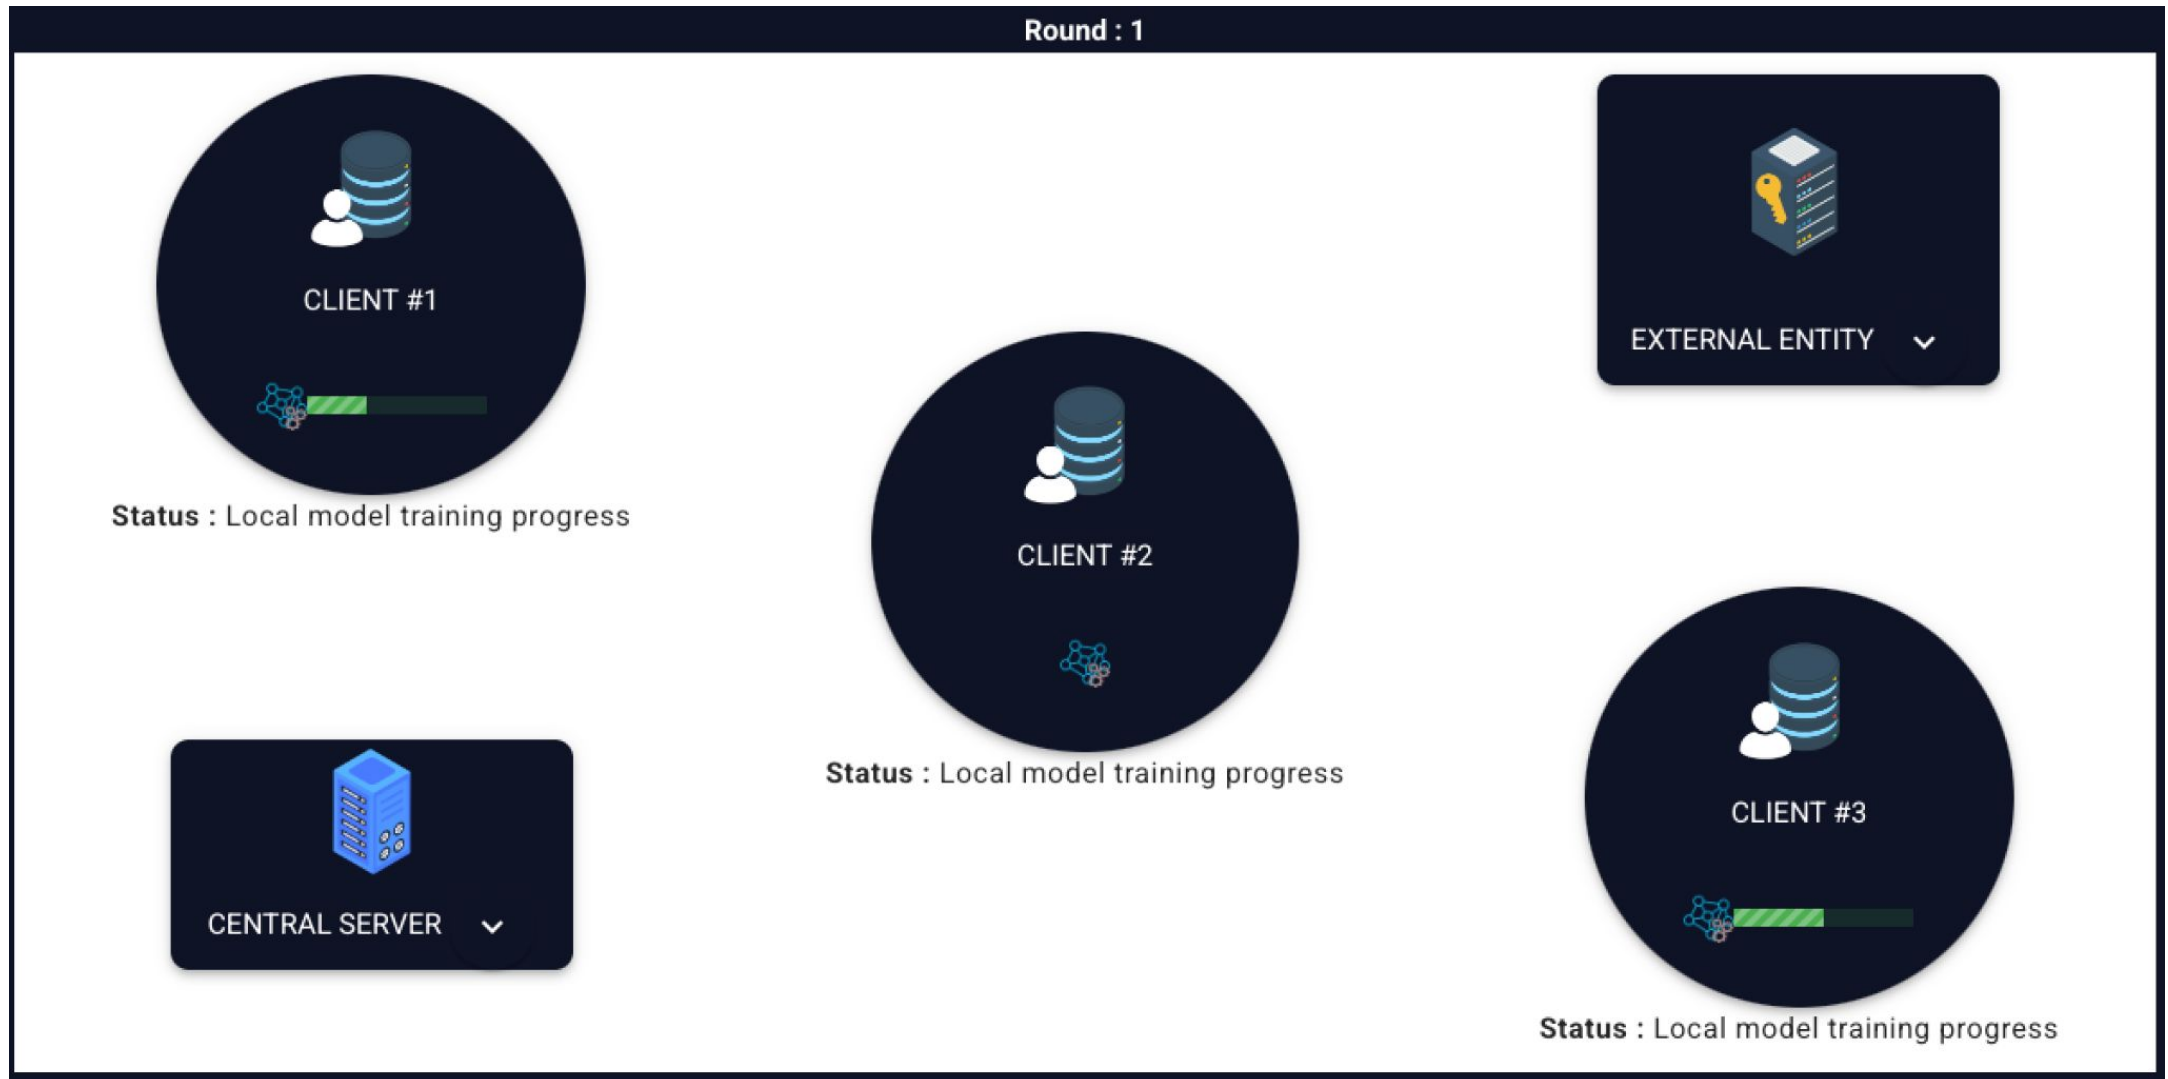 Round : 1
CLIENT #1
Status : Local model training progress
EXTERNAL ENTITY
CLIENT #2
Status : Local model training progress
CENTRAL SERVER
CLIENT #3
Status : Local model training progress